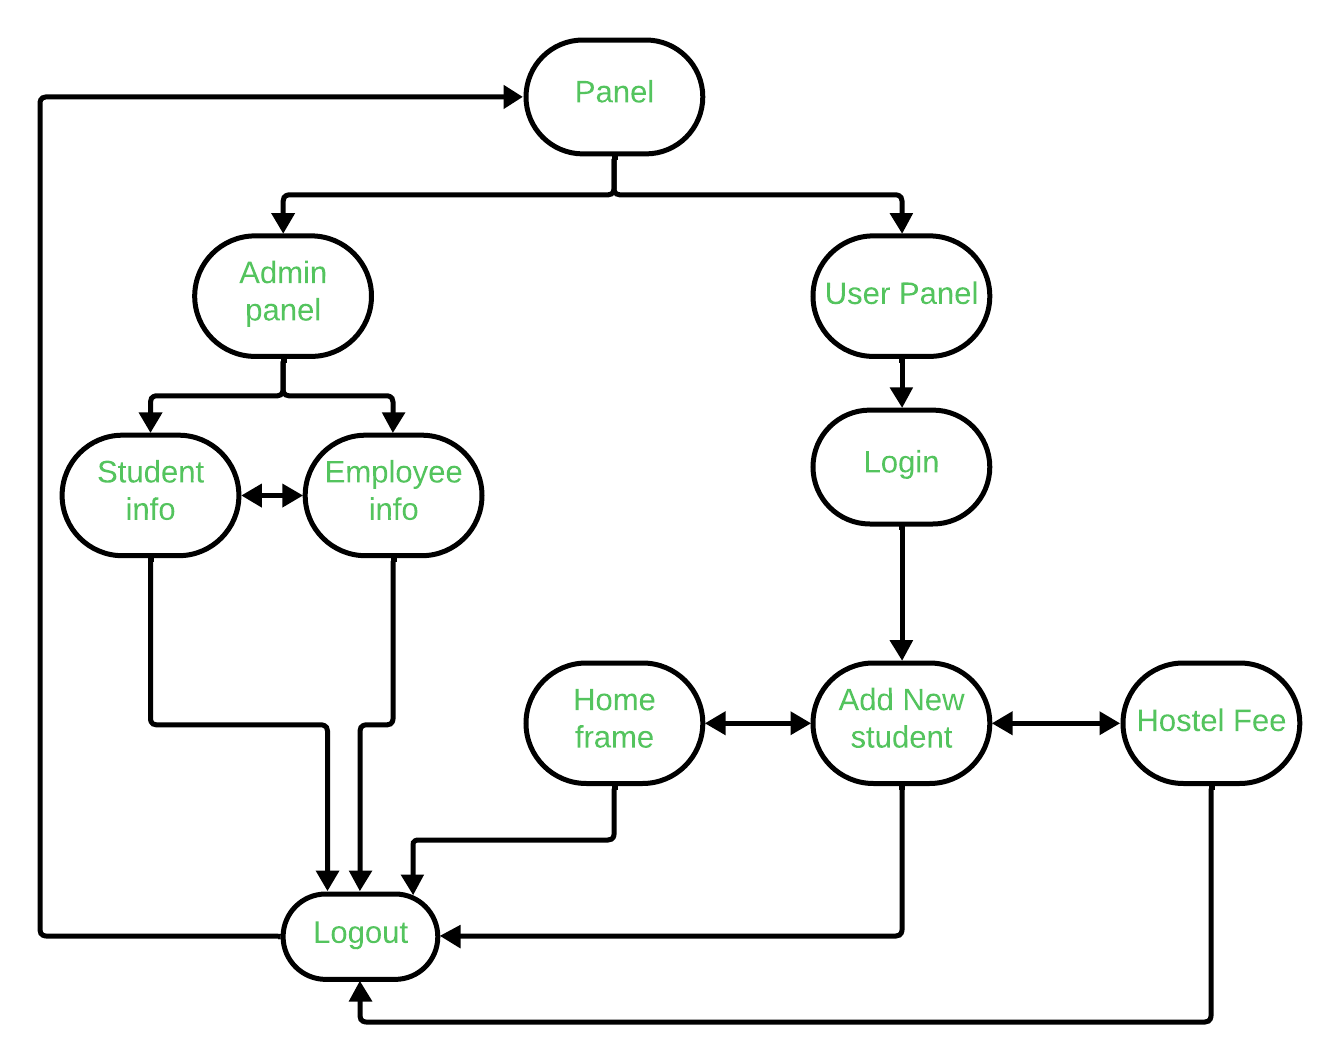 Panel
Admin
panel
User Panel
Student
info
Employee
info
Login
Home
frame
Add New
student
Hostel Fee
Logout